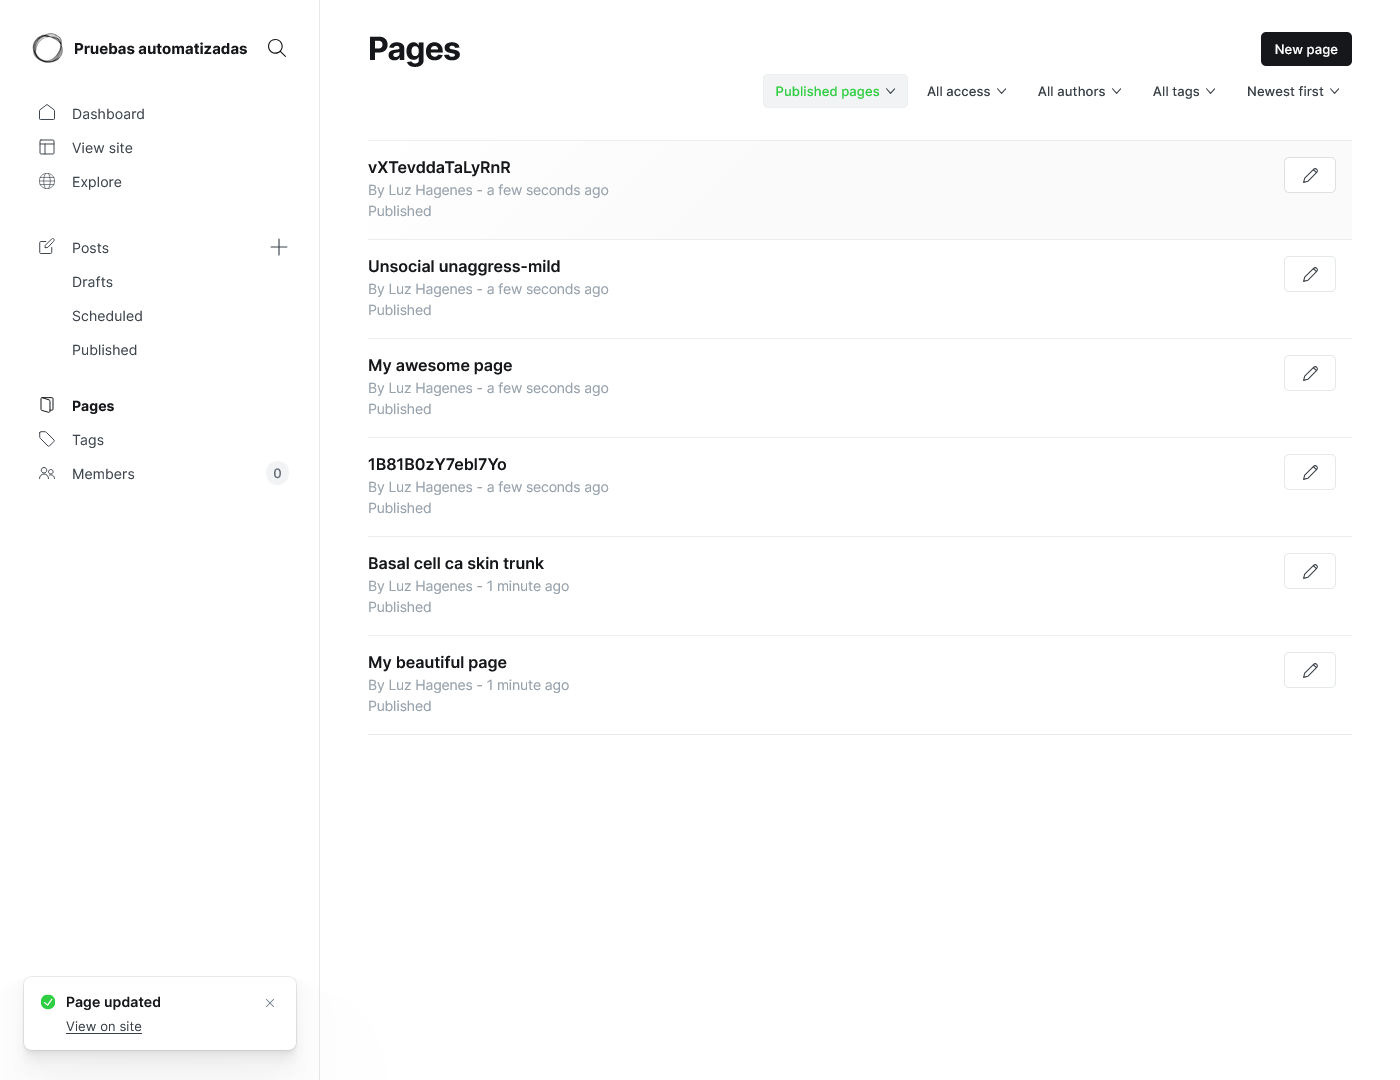 Pruebas automatizadas
Dashboard
View site
Explore
Posts
Drafts
Scheduled
Published
Pages
Tags
Members 0
Page updated
View on site
Pages
New page
Published pages All access All authors All tags Newest first
vXTevddaTaLyRnR
By Luz Hagenes - a few seconds ago
Published
Unsocial unaggress-mild
By Luz Hagenes - a few seconds ago
Published
My awesome page
By Luz Hagenes - a few seconds ago
Published
1B81B0zY7ebI7Yo
By Luz Hagenes - a few seconds ago
Published
Basal cell ca skin trunk
By Luz Hagenes - 1 minute ago
Published
My beautiful page
By Luz Hagenes - 1 minute ago
Published